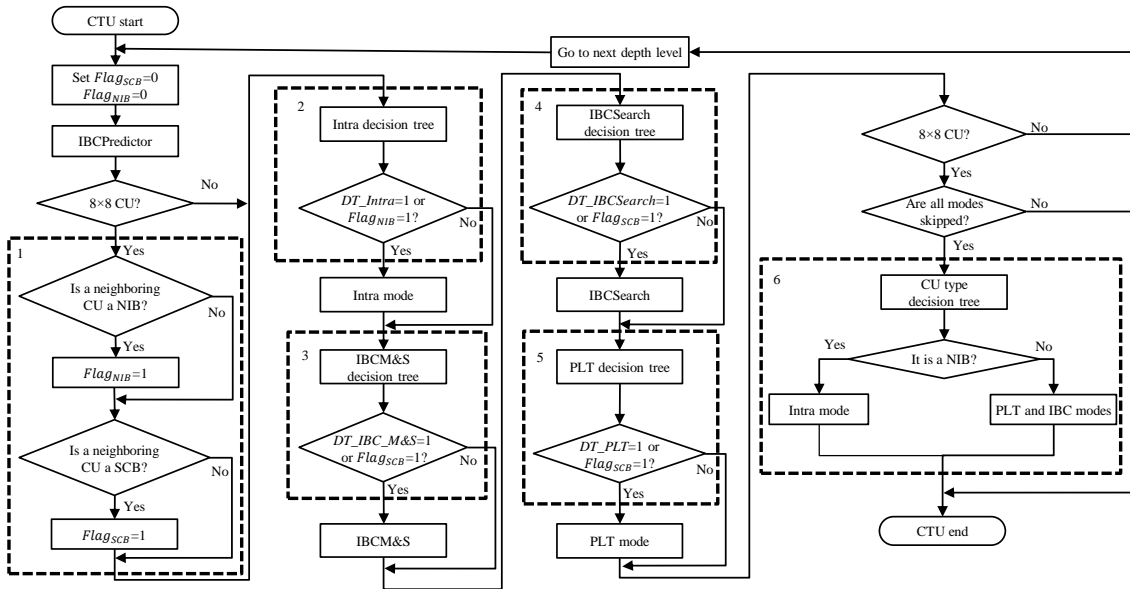 CTU start
Go to next depth level
Set Flag_SCB=0
Flag_NIB=0
IBCPredictor
8×8 CU?
No
Yes
1
Is a neighboring
CU a NIB?
No
Yes
Flag_NIB=1
Is a neighboring
CU a SCB?
No
Yes
Flag_SCB=1
2
Intra decision tree
DT_Intra=1 or
Flag_NIB=1?
No
Yes
Intra mode
3
IBCM&S
decision tree
DT_IBC_M&S=1
or Flag_SCB=1?
No
Yes
IBCM&S
4
IBCSearch
decision tree
DT_IBCSearch=1
or Flag_SCB=1?
No
Yes
IBCSearch
5
PLT decision tree
DT_PLT=1 or
Flag_SCB=1?
No
Yes
PLT mode
8×8 CU?
No
Yes
Are all modes
skipped?
No
Yes
6
CU type
decision tree
It is a NIB?
Yes
No
Intra mode
PLT and IBC modes
CTU end